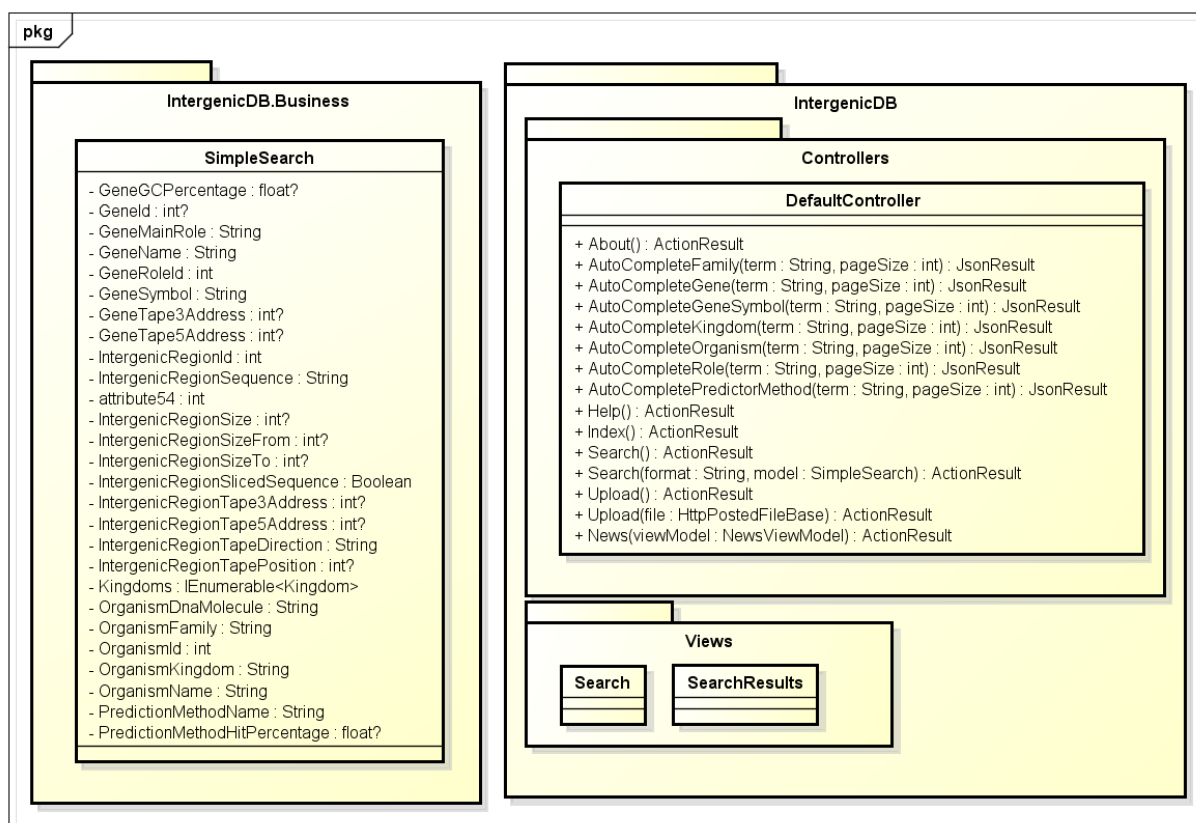 pkg
IntergenicDB.Business
SimpleSearch
- GeneGCPercentage : float?
- GeneId : int?
- GeneMainRole : String
- GeneName : String
- GeneRoleId : int
- GeneSymbol : String
- GeneTape3Address : int?
- GeneTape5Address : int?
- IntergenicRegionId : int
- IntergenicRegionSequence : String
- attribute54 : int
- IntergenicRegionSize : int?
- IntergenicRegionSizeFrom : int?
- IntergenicRegionSizeTo : int?
- IntergenicRegionSlicedSequence : Boolean
- IntergenicRegionTape3Address : int?
- IntergenicRegionTape5Address : int?
- IntergenicRegionTapeDirection : String
- IntergenicRegionTapePosition : int?
- Kingdoms : IEnumerable<Kingdom>
- OrganismDnaMolecule : String
- OrganismFamily : String
- OrganismId : int
- OrganismKingdom : String
- OrganismName : String
- PredictionMethodName : String
- PredictionMethodHitPercentage : float?
IntergenicDB
Controllers
DefaultController
+ About() : ActionResult
+ AutoCompleteFamily(term : String, pageSize : int) : JsonResult
+ AutoCompleteGene(term : String, pageSize : int) : JsonResult
+ AutoCompleteGeneSymbol(term : String, pageSize : int) : JsonResult
+ AutoCompleteKingdom(term : String, pageSize : int) : JsonResult
+ AutoCompleteOrganism(term : String, pageSize : int) : JsonResult
+ AutoCompleteRole(term : String, pageSize : int) : JsonResult
+ AutoCompletePredictorMethod(term : String, pageSize : int) : JsonResult
+ Help() : ActionResult
+ Index() : ActionResult
+ Search() : ActionResult
+ Search(format : String, model : SimpleSearch) : ActionResult
+ Upload() : ActionResult
+ Upload(file : HttpPostedFileBase) : ActionResult
+ News(viewModel : NewsViewModel) : ActionResult
Views
Search
SearchResults